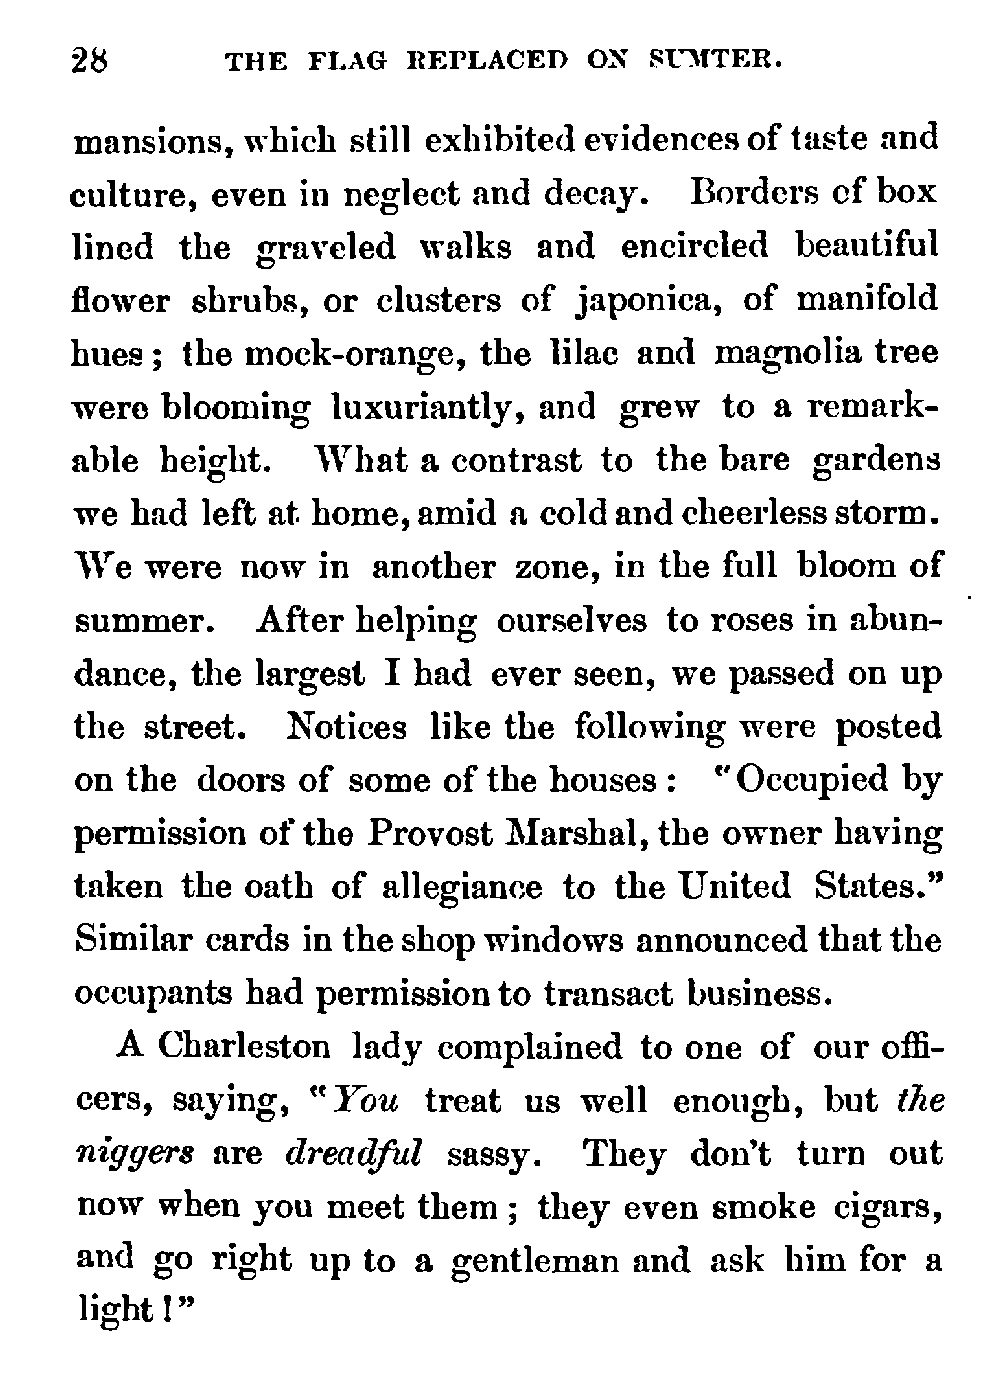 28 THE FLAG REPLACED ON SUMTER.
mansions, which still exhibited evidences of taste and
culture, even in neglect and decay. Borders of box
lined the graveled walks and encircled beautiful
flower shrubs, or clusters of japonica, of manifold
hues; the mock-orange, the lilac and magnolia tree
were blooming luxuriantly, and grew to a remark-
able height. What a contrast to the bare gardens
we had left at home, amid a cold and cheerless storm.
We were now in another zone, in the full bloom of
summer. After helping ourselves to roses in abun-
dance, the largest I had ever seen, we passed on up
the street. Notices like the following were posted
on the doors of some of the houses: "Occupied by
permission of the Provost Marshal, the owner having
taken the oath of allegiance to the United States."
Similar cards in the shop windows announced that the
occupants had permission to transact business.
A Charleston lady complained to one of our offi-
cers, saying, "You treat us well enough, but the
niggers are dreadful sassy. They don't turn out
now when you meet them; they even smoke cigars,
and go right up to a gentleman and ask him for a
light!"